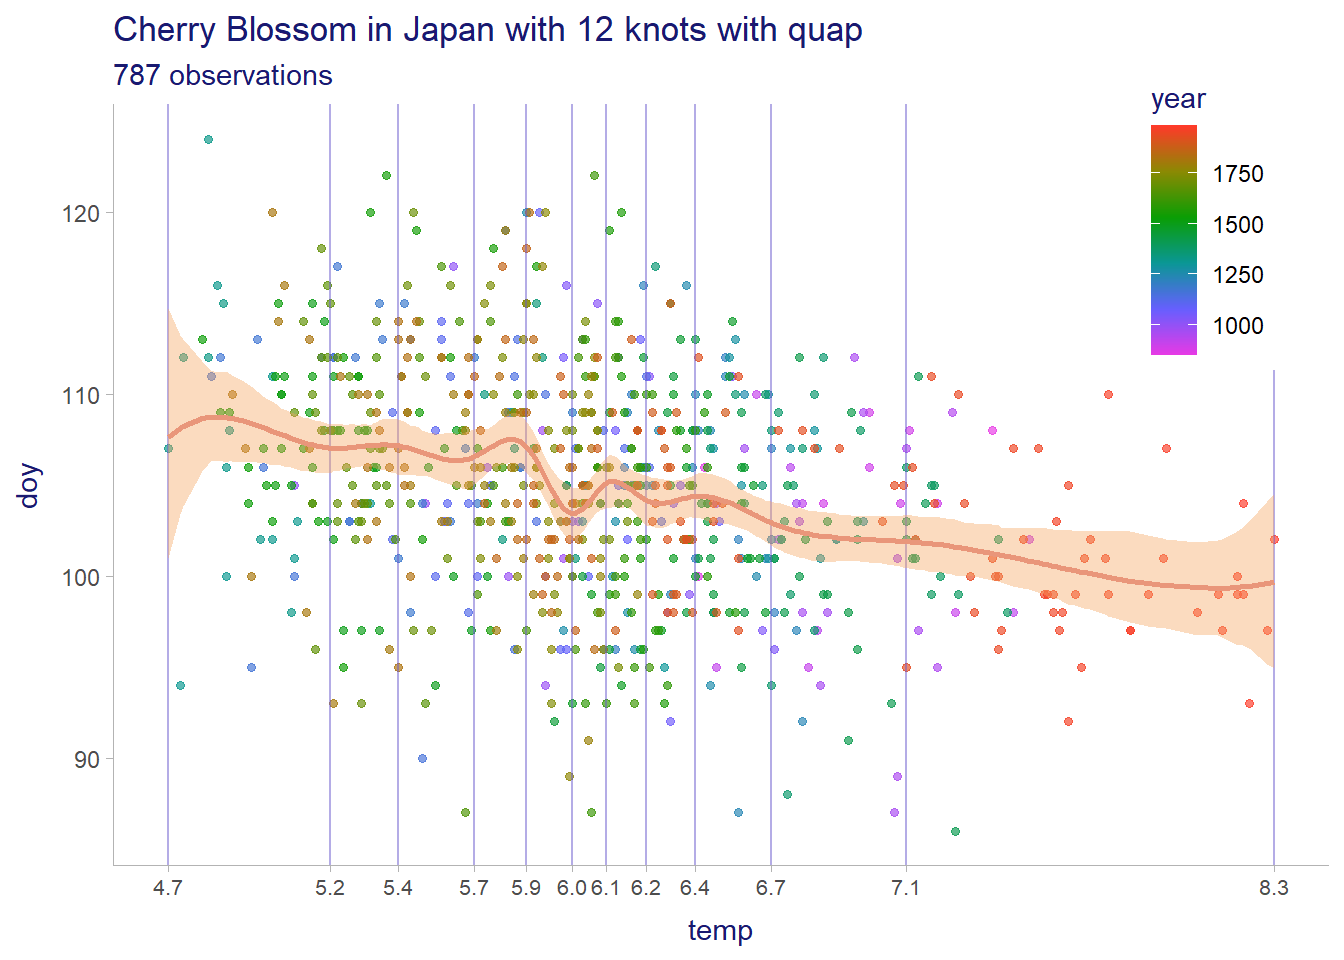 Cherry Blossom in Japan with 12 knots with quap
787 observations
year
1750
1500
1250
1000
120
110
100
90
doy
4.7 5.2 5.4 5.7 5.9 6.0 6.1 6.2 6.4 6.7 7.1 8.3
temp